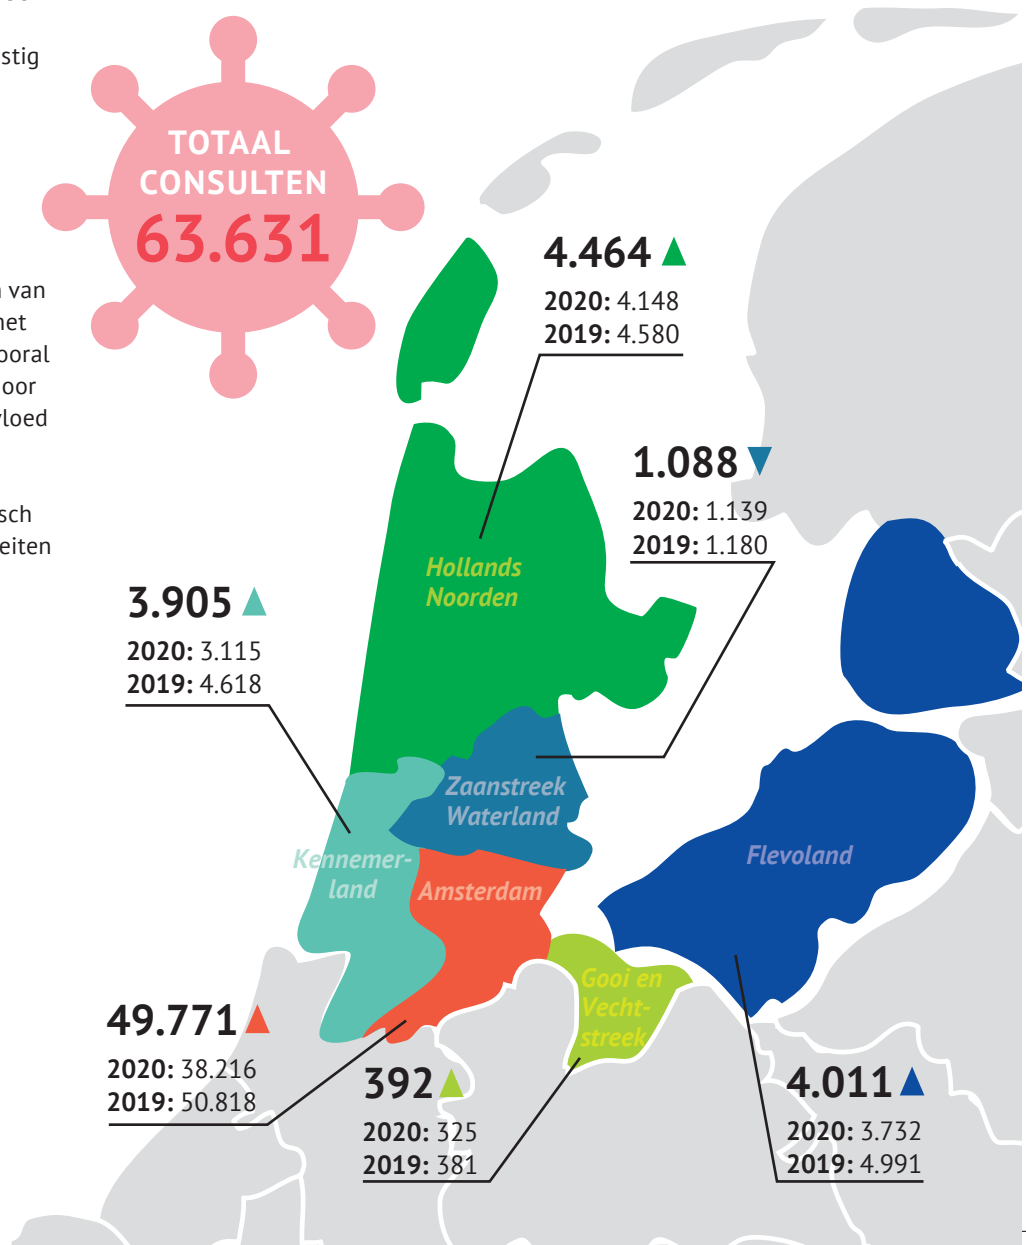 stig
van
het
ooral
oor
vloed
sch
eiten
TOTAAL
CONSULTEN
63.631
4.464
2020: 4.148
2019: 4.580
1.088
2020: 1.139
2019: 1.180
Hollands
Noorden
3.905
2020: 3.115
2019: 4.618
Zaanstreek
Waterland
Kennemer-
land
Amsterdam
Flevoland
Gooi en
Vecht-
streek
49.771
2020: 38.216
2019: 50.818
392
2020: 325
2019: 381
4.011
2020: 3.732
2019: 4.991